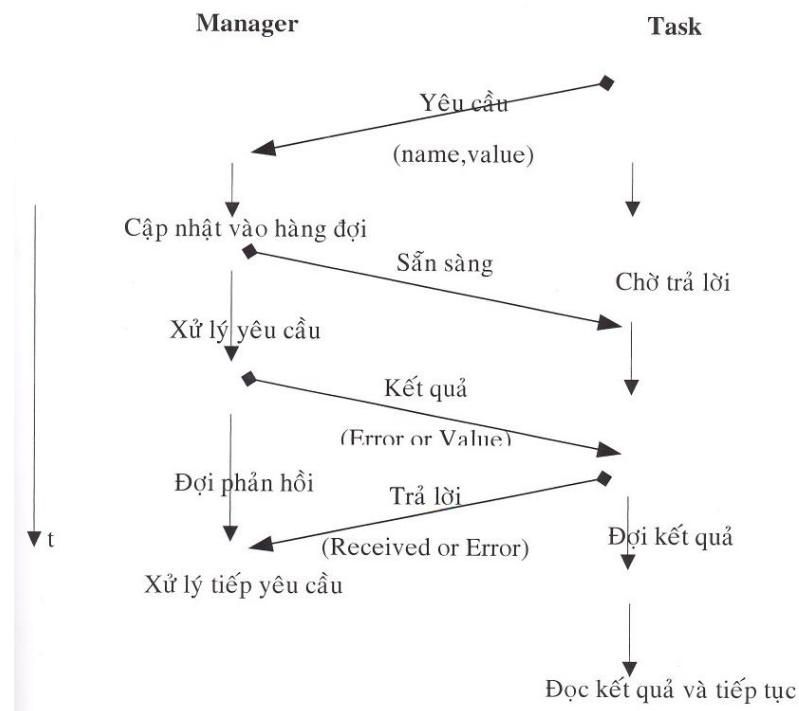 Manager
Task
Yêu cầu
(name,value)
Cập nhật vào hàng đợi
Sẵn sàng
Chờ trả lời
Xử lý yêu cầu
Kết quả
(Error or Value)
Đợi phản hồi
Trả lời
(Received or Error)
Đợi kết quả
t
Xử lý tiếp yêu cầu
Đọc kết quả và tiếp tục